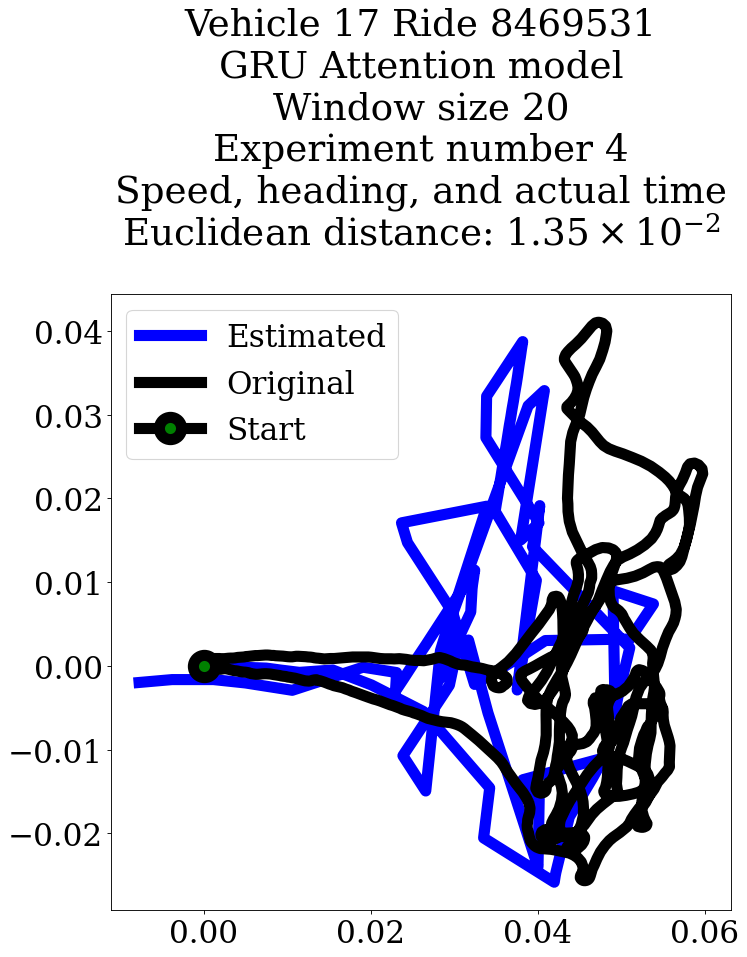 Vehicle 17 Ride 8469531
GRU Attention model
Window size 20
Experiment number 4
Speed, heading, and actual time
Euclidean distance: 1.35 × 10⁻²
Estimated
Original
Start
0.04
0.03
0.02
0.01
0.00
−0.01
−0.02
0.00 0.02 0.04 0.06